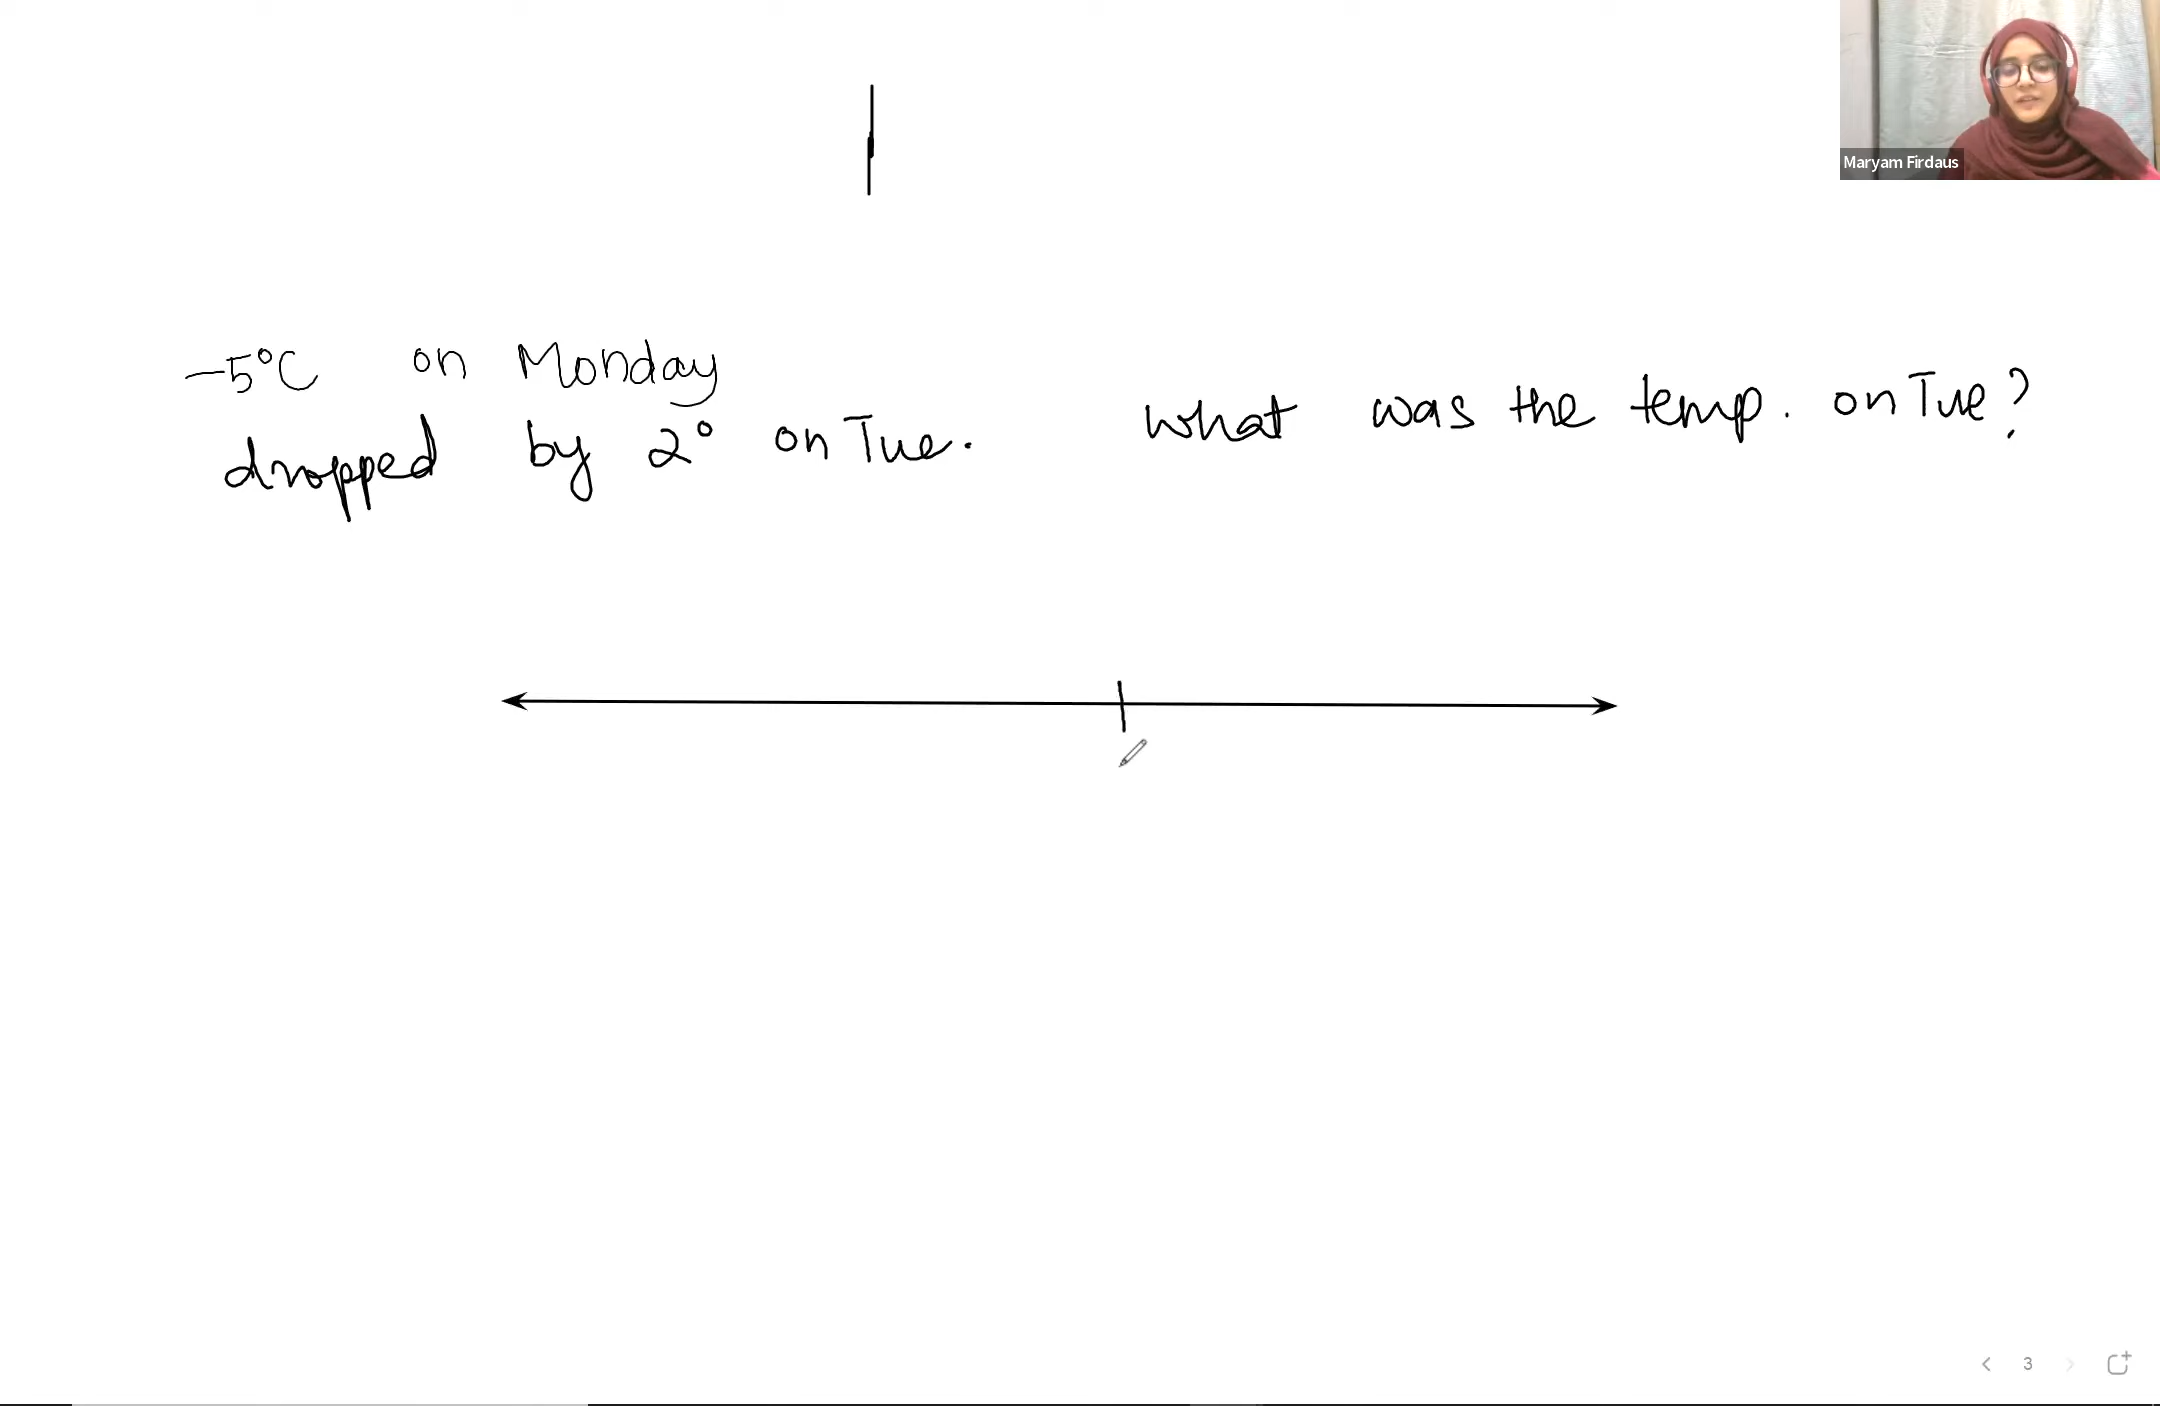 Maryam Firdaus
-5°C on Monday
dropped by 2° on Tue.
what was the temp. on Tue?
3